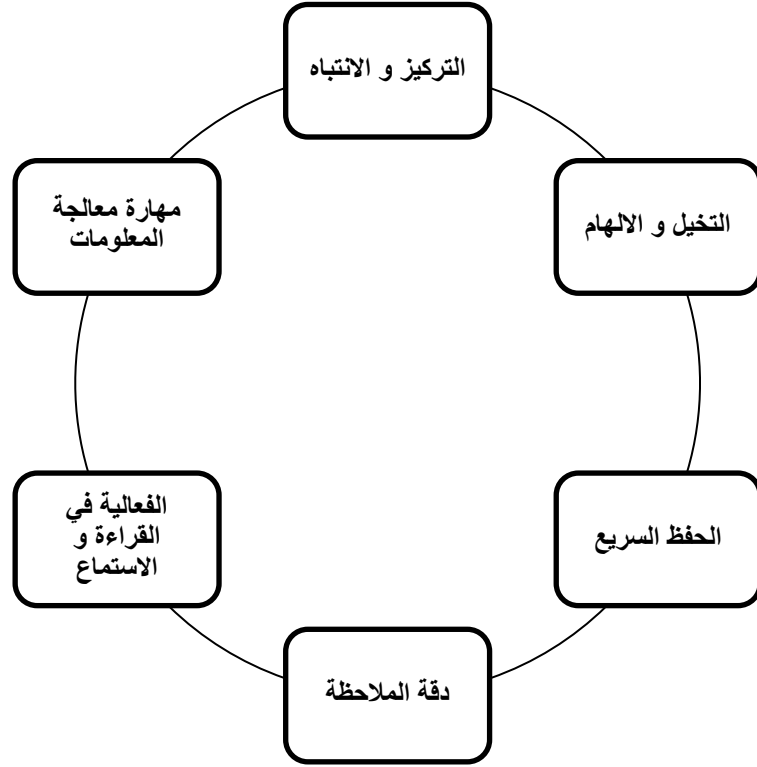 التركيز و الانتباه
التخيل و الالهام
الحفظ السريع
دقة الملاحظة
الفعالية في
القراءة و
الاستماع
مهارة معالجة
المعلومات